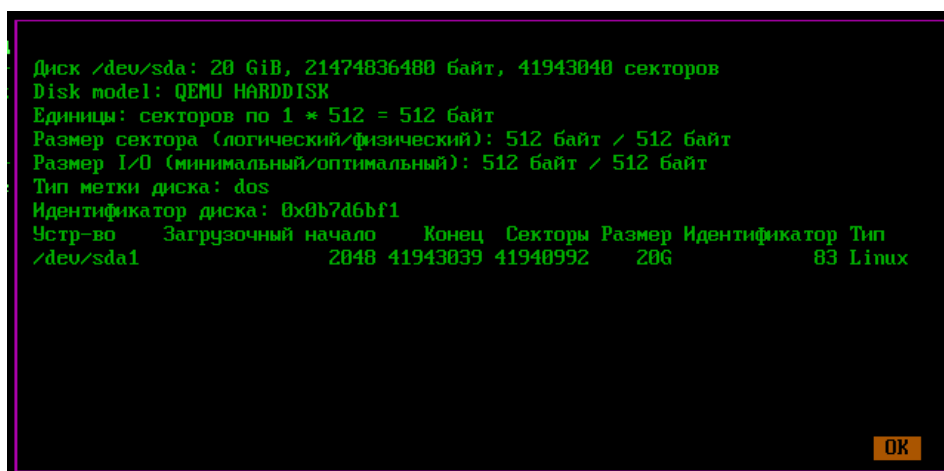 Диск /dev/sda: 20 GiB, 21474836480 байт, 41943040 секторов
Disk model: QEMU HARDDISK
Единицы: секторов по 1 * 512 = 512 байт
Размер сектора (логический/физический): 512 байт / 512 байт
Размер I/O (минимальный/оптимальный): 512 байт / 512 байт
Тип метки диска: dos
Идентификатор диска: 0x0b7d6bf1
Устр-во Загрузочный начало Конец Секторы Размер Идентификатор Тип
/dev/sda1 2048 41943039 41940992 20G 83 Linux
OK